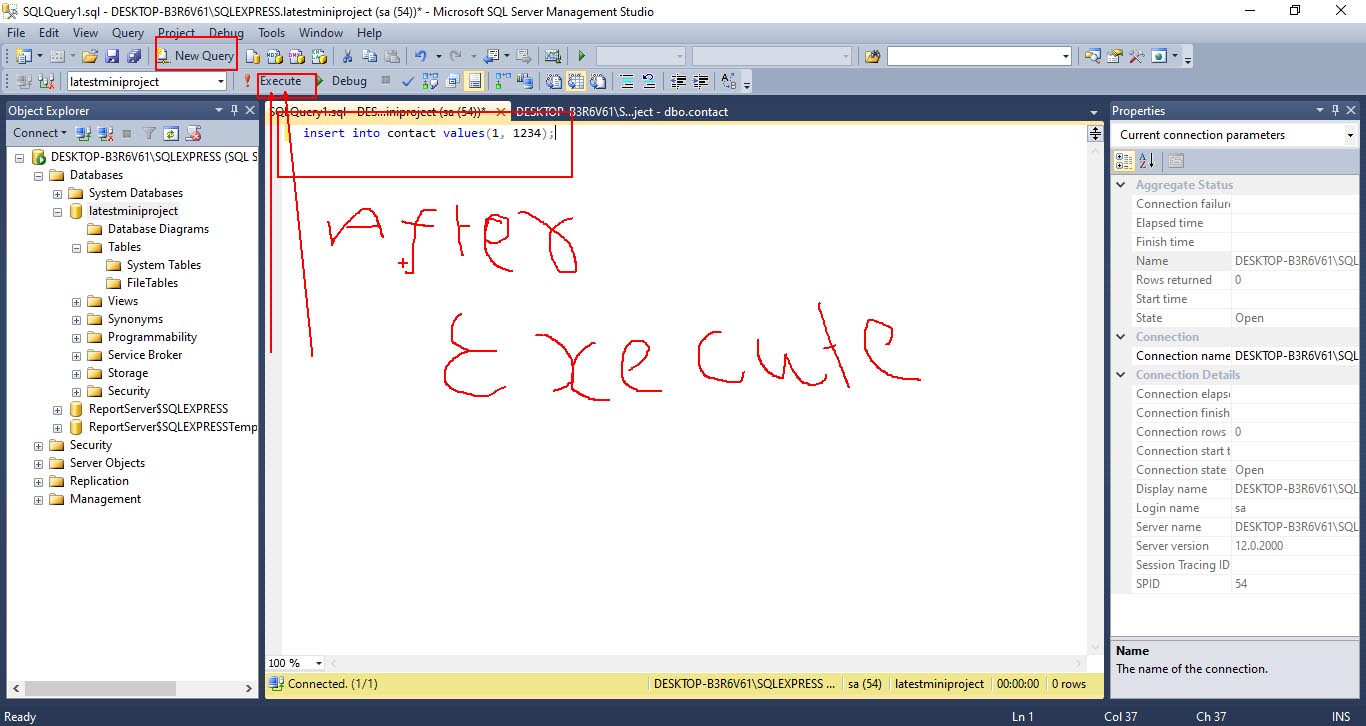 SQLQuery1.sql - DESKTOP-B3R6V61\SQLEXPRESS.latestminiproject (sa (54))* - Microsoft SQL Server Management Studio
File Edit View Query Project Debug Tools Window Help
New Query
latestminiproject Execute Debug
Object Explorer
Connect
DESKTOP-B3R6V61\SQLEXPRESS (SQL S
Databases
System Databases
latestminiproject
Database Diagrams
Tables
System Tables
FileTables
Views
Synonyms
Programmability
Service Broker
Storage
Security
ReportServer$SQLEXPRESS
ReportServer$SQLEXPRESSTemp
Security
Server Objects
Replication
Management
SQLQuery1.sql - DES...iniproject (sa (54))* DESKTOP-B3R6V61\S...ject - dbo.contact
insert into contact values(1, 1234);
After
Execute
100 %
Connected. (1/1) DESKTOP-B3R6V61\SQLEXPRESS ... sa (54) latestminiproject 00:00:00 0 rows
Properties
Current connection parameters
Aggregate Status
Connection failure
Elapsed time
Finish time
Name DESKTOP-B3R6V61\SQL
Rows returned 0
Start time
State Open
Connection
Connection name DESKTOP-B3R6V61\SQL
Connection Details
Connection elapse
Connection finish
Connection rows 0
Connection start t
Connection state Open
Display name DESKTOP-B3R6V61\SQL
Login name sa
Server name DESKTOP-B3R6V61\SQL
Server version 12.0.2000
Session Tracing ID
SPID 54
Name
The name of the connection.
Ready Ln 1 Col 37 Ch 37 INS